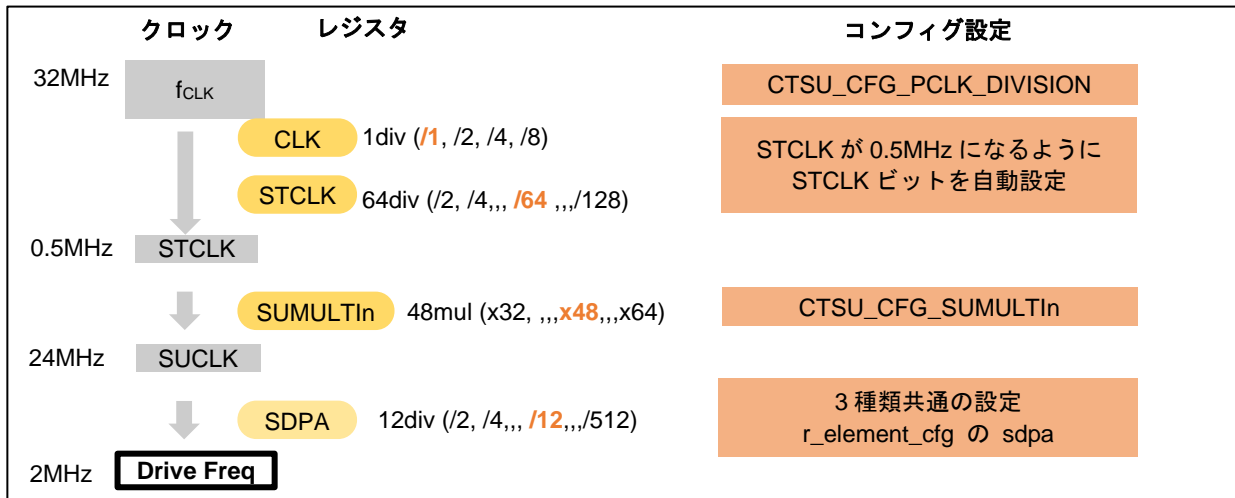 クロック レジスタ コンフィグ設定
32MHz fCLK CTSU_CFG_PCLK_DIVISION
CLK 1div (/1, /2, /4, /8)
STCLK が 0.5MHz になるように
STCLK ビットを自動設定
STCLK 64div (/2, /4,,, /64 ,,,/128)
0.5MHz STCLK
SUMULTIn 48mul (x32, ,,,x48,,,x64) CTSU_CFG_SUMULTIn
24MHz SUCLK
SDPA 12div (/2, /4,,, /12,,,/512)
3 種類共通の設定
r_element_cfg の sdpa
2MHz Drive Freq